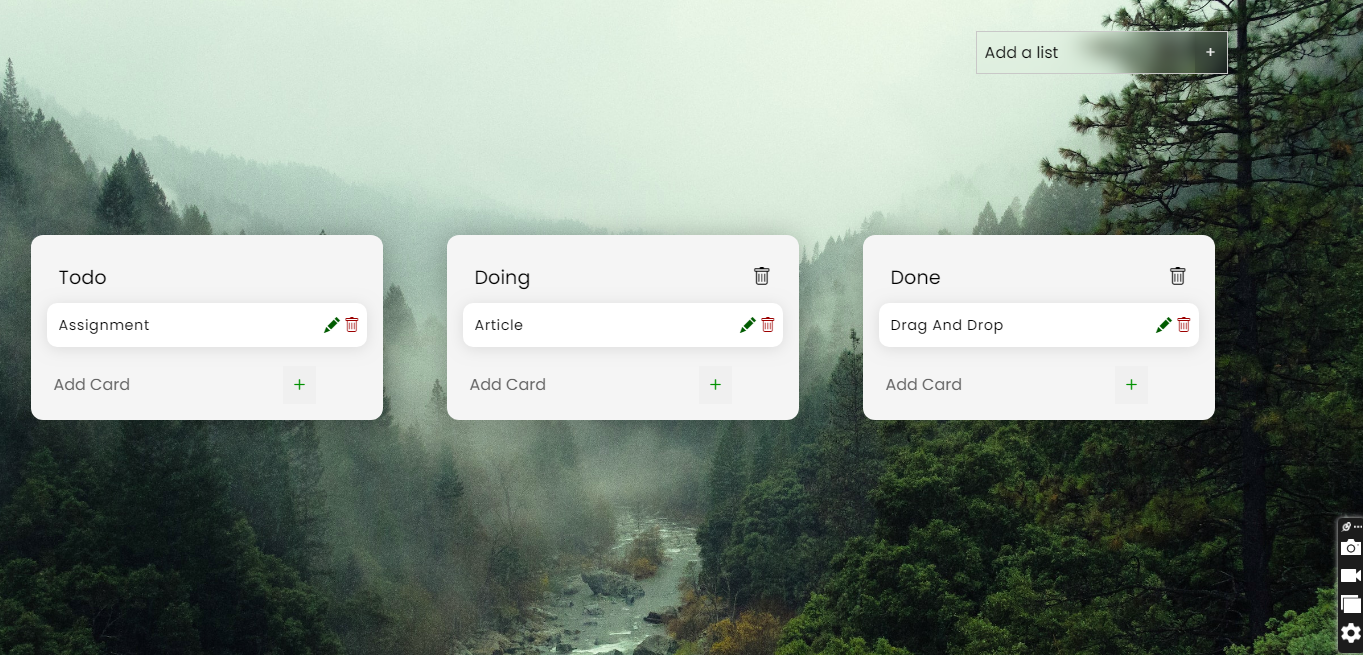 Add a list +
Todo
Assignment
Add Card +
Doing
Article
Add Card +
Done
Drag And Drop
Add Card +